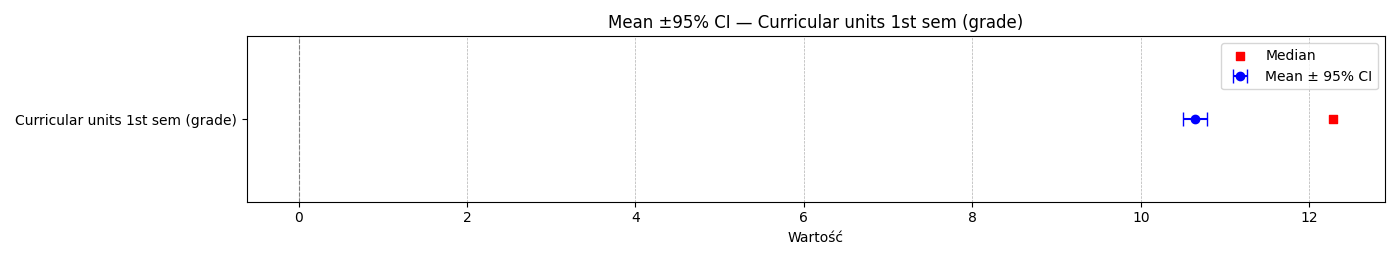 Mean ±95% CI — Curricular units 1st sem (grade)
Median
Mean ± 95% CI
Curricular units 1st sem (grade)
0 2 4 6 8 10 12
Wartość